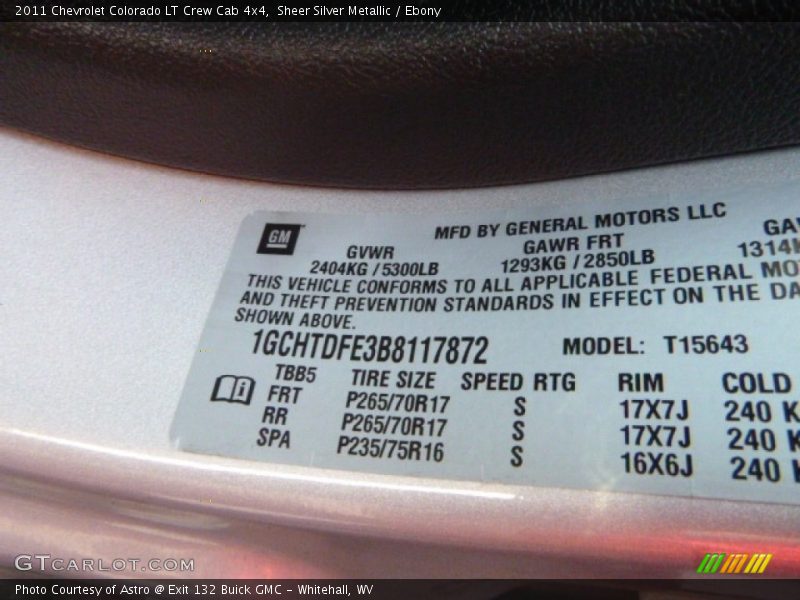 2011 Chevrolet Colorado LT Crew Cab 4x4, Sheer Silver Metallic / Ebony
GM
MFD BY GENERAL MOTORS LLC
GVWR GAWR FRT
2404KG / 5300LB 1293KG / 2850LB
THIS VEHICLE CONFORMS TO ALL APPLICABLE FEDERAL
AND THEFT PREVENTION STANDARDS IN EFFECT ON THE
SHOWN ABOVE.
1GCHTDFE3B8117872 MODEL: T15643
TBB5 TIRE SIZE SPEED RTG RIM COLD
FRT P265/70R17 S 17X7J 240
RR P265/70R17 S 17X7J 240
SPA P235/75R16 S 16X6J 240
GTCARLOT.COM
Photo Courtesy of Astro @ Exit 132 Buick GMC - Whitehall, WV